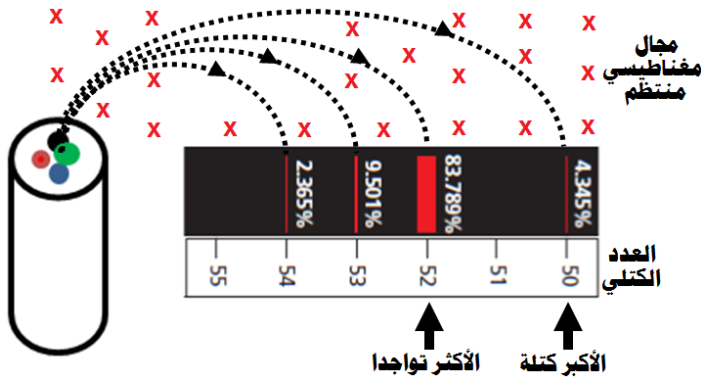 x x x x x x x x x x x x x x x x x x x x x x
مجال
مغناطيسي
منتظم
2.365% 9.501% 83.789% 4.345%
55 54 53 52 51 50
العدد
الكتلي
الأكثر تواجدا
الأكبر كتلة